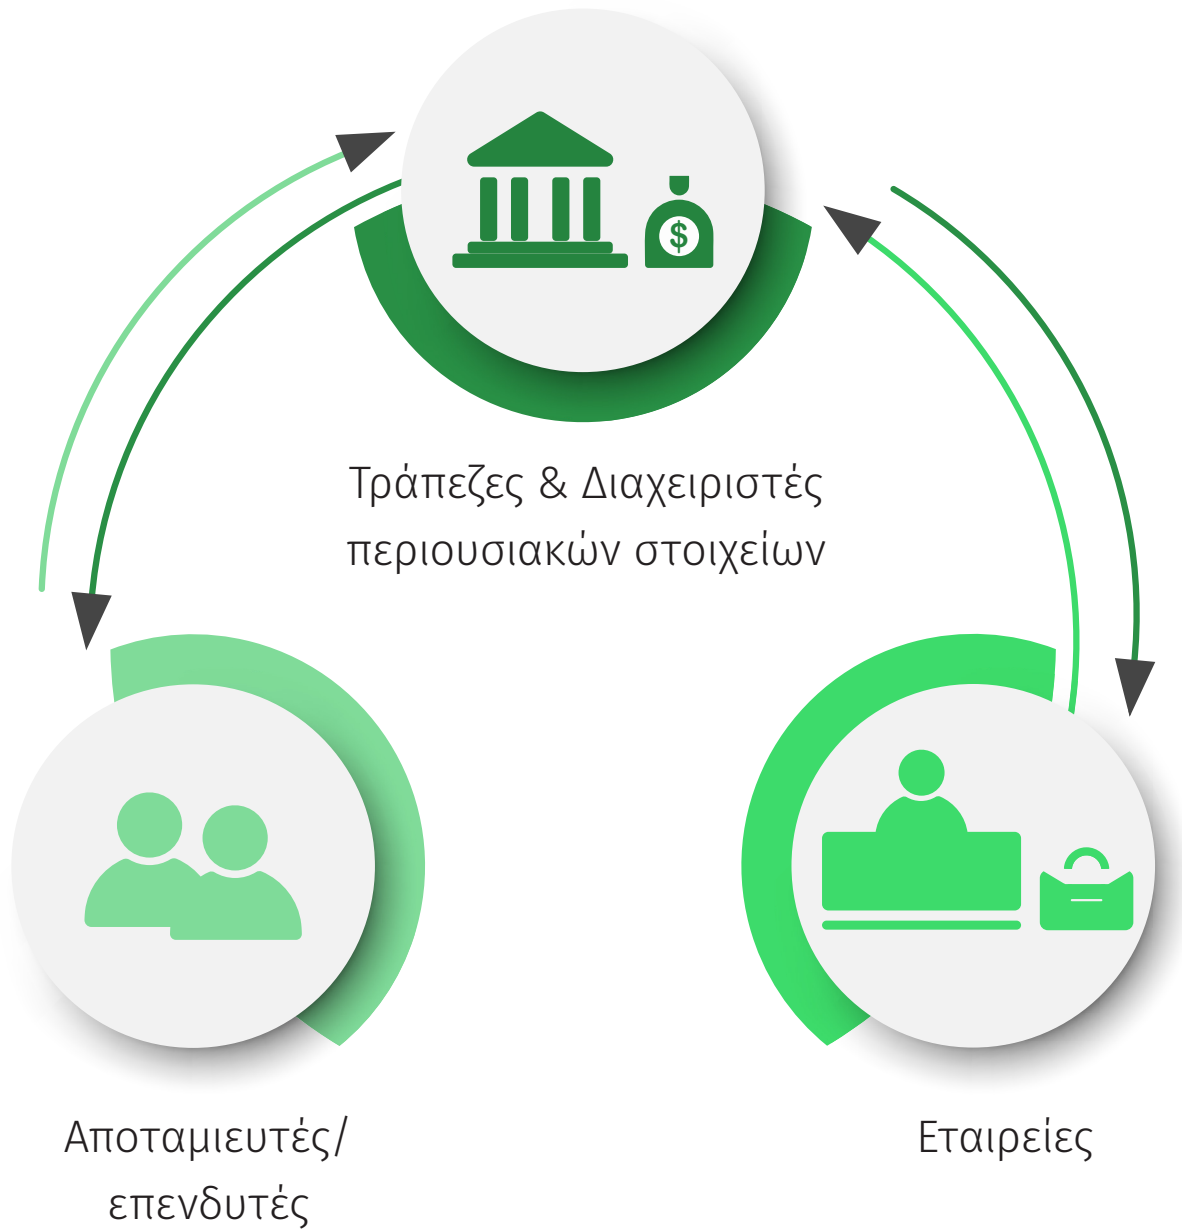 $
Τράπεζες & Διαχειριστές
περιουσιακών στοιχείων
Αποταμιευτές/
επενδυτές
Εταιρείες